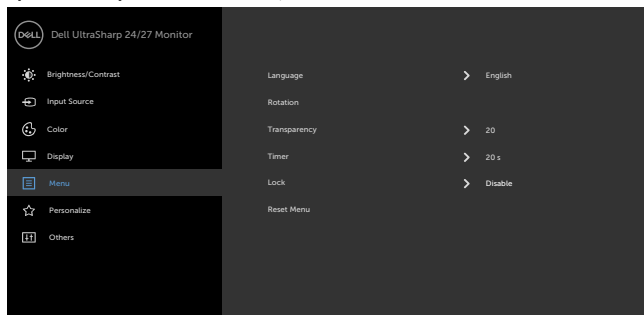 DELL Dell UltraSharp 24/27 Monitor
Brightness/Contrast
Input Source
Color
Display
Menu
Personalize
Others
Language English
Rotation
Transparency 20
Timer 20 s
Lock Disable
Reset Menu